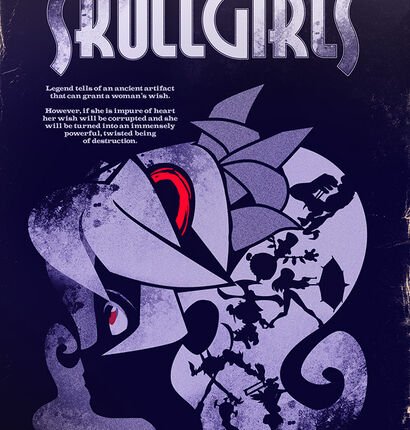 SKULLGIRLS
Legend tells of an ancient artifact
that can grant a woman's wish.
However, if she is impure of heart
her wish will be corrupted and she
will be turned into an immensely
powerful, twisted being
of destruction.